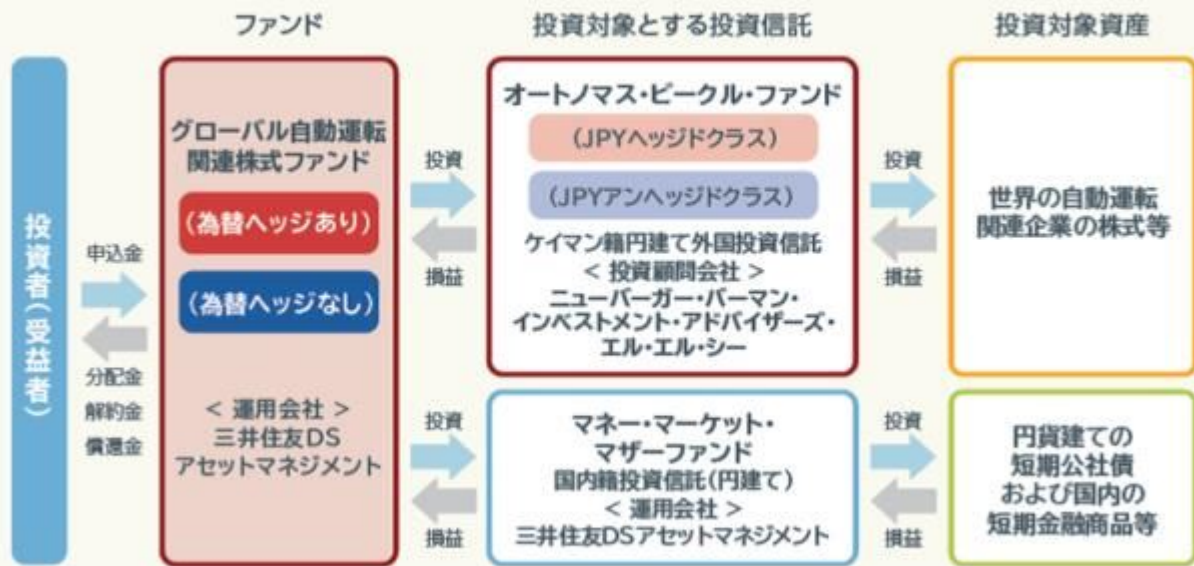 ファンド
投資対象とする投資信託
投資対象資産
投資者(受益者)
申込金
分配金
解約金
償還金
グローバル自動運転
関連株式ファンド
(為替ヘッジあり)
(為替ヘッジなし)
< 運用会社 >
三井住友DS
アセットマネジメント
投資
損益
オートノマス・ビークル・ファンド
(JPYヘッジドクラス)
(JPYアンヘッジドクラス)
ケイマン籍円建て外国投資信託
< 投資顧問会社 >
ニューバーガー・バーマン・
インベストメント・アドバイザーズ・
エル・エル・シー
投資
損益
世界の自動運転
関連企業の株式等
投資
損益
マネー・マーケット・
マザーファンド
国内籍投資信託(円建て)
< 運用会社 >
三井住友DSアセットマネジメント
投資
損益
円貨建ての
短期公社債
および国内の
短期金融商品等